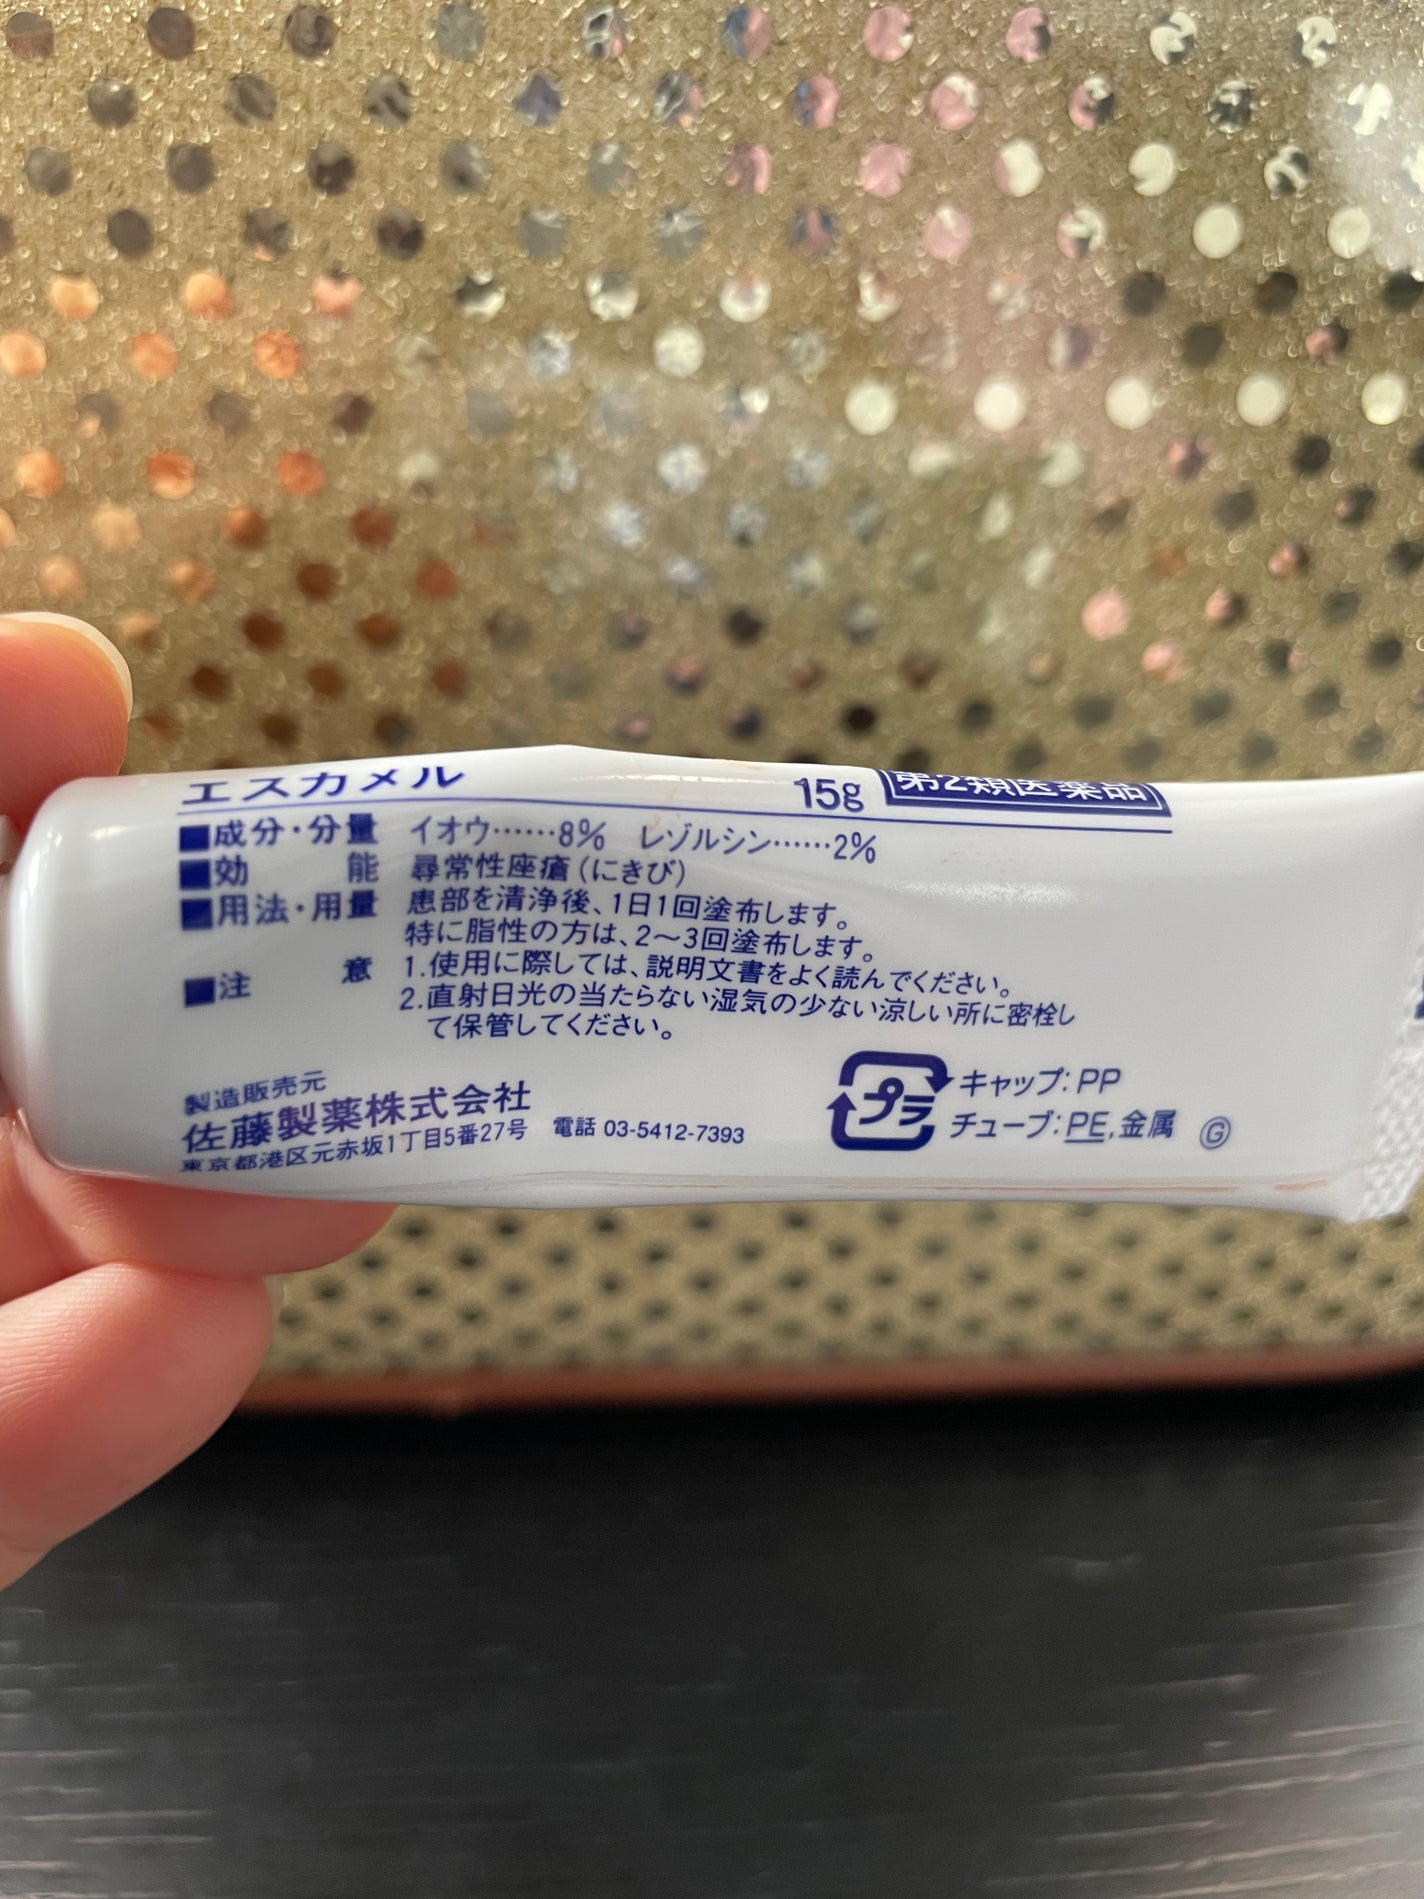 エスカメル 15g 第2類医薬品
■成分・分量 イオウ……8% レゾルシン……2%
■効能 尋常性痤瘡(にきび)
■用法・用量 患部を清浄後、1日1回塗布します。
特に脂性の方は、2〜3回塗布します。
■注意 1.使用に際しては、説明文書をよく読んでください。
2.直射日光の当たらない湿気の少ない涼しい所に密栓し
て保管してください。
製造販売元
佐藤製薬株式会社
東京都港区元赤坂1丁目5番27号 電話 03-5412-7393
プラ
キャップ:PP
チューブ:PE,金属 G